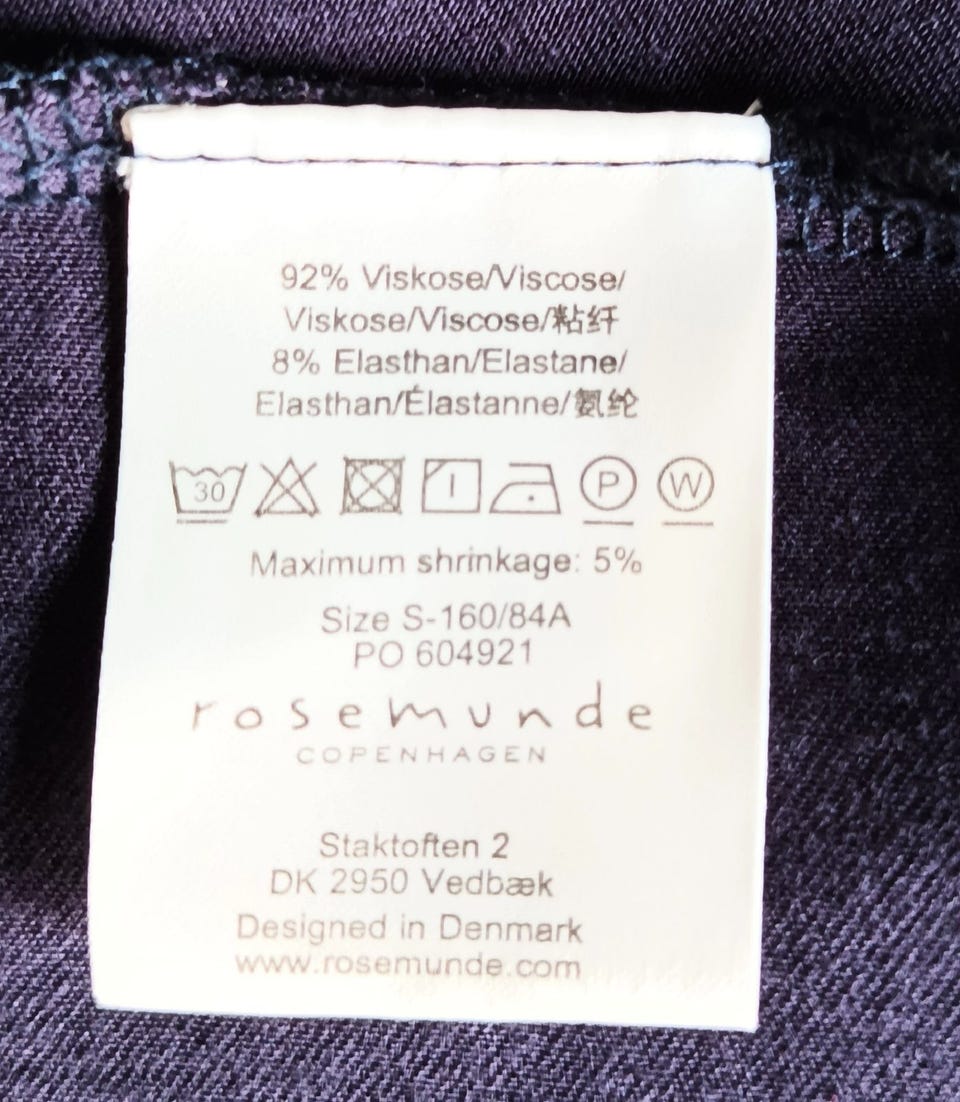 92% Viskose/Viscose/
Viskose/Viscose/粘纤
8% Elasthan/Elastane/
Elasthan/Élastanne/氨纶
30 P W
Maximum shrinkage: 5%
Size S-160/84A
PO 604921
rosemunde
COPENHAGEN
Staktoften 2
DK 2950 Vedbæk
Designed in Denmark
www.rosemunde.com